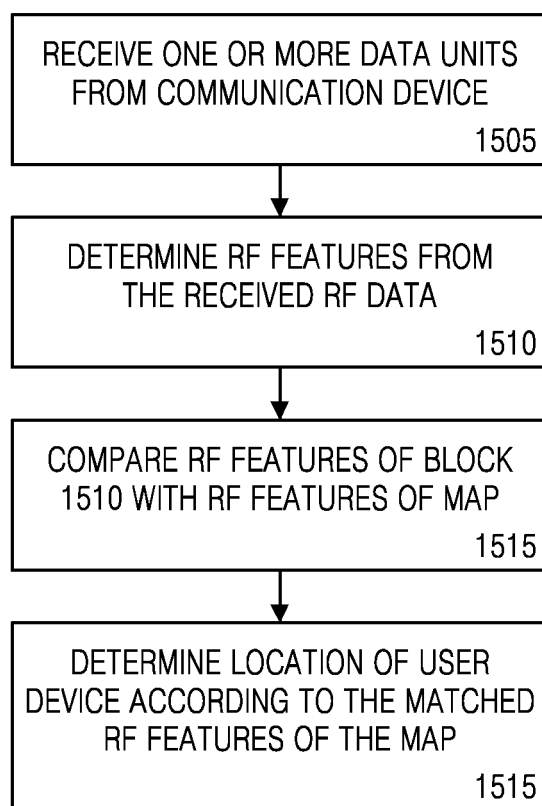 RECEIVE ONE OR MORE DATA UNITS
FROM COMMUNICATION DEVICE
1505
DETERMINE RF FEATURES FROM
THE RECEIVED RF DATA
1510
COMPARE RF FEATURES OF BLOCK
1510 WITH RF FEATURES OF MAP
1515
DETERMINE LOCATION OF USER
DEVICE ACCORDING TO THE MATCHED
RF FEATURES OF THE MAP
1515